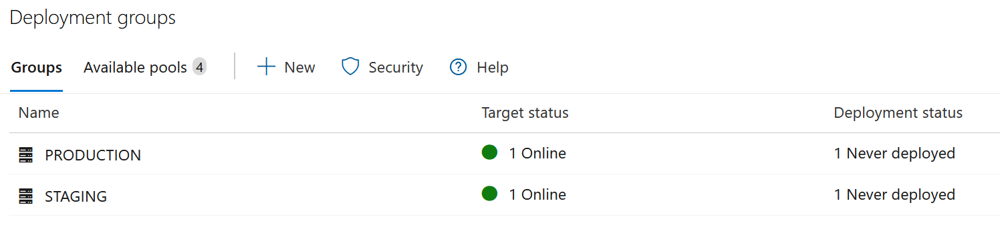 Deployment groups
Groups Available pools 4 New Security Help
Name Target status Deployment status
PRODUCTION 1 Online 1 Never deployed
STAGING 1 Online 1 Never deployed